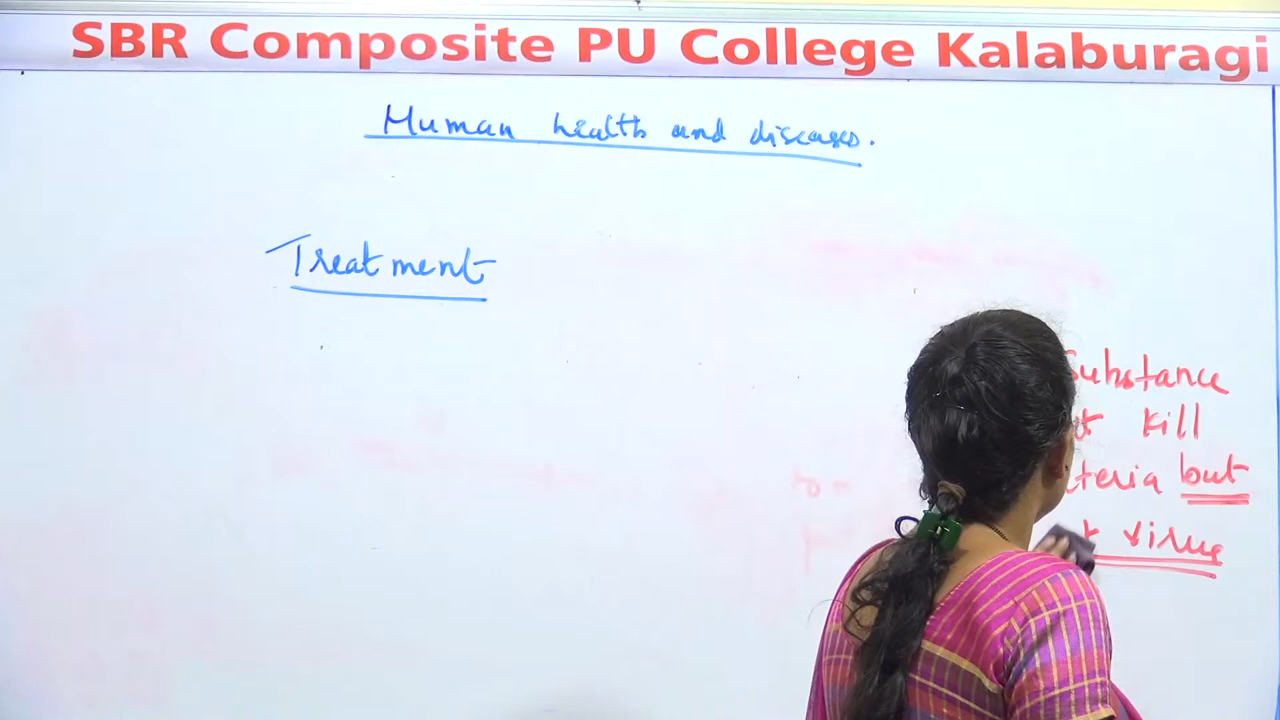 SBR Composite PU College Kalaburagi
Human health and diseases.
Treatment
Substance
kill
but
virus